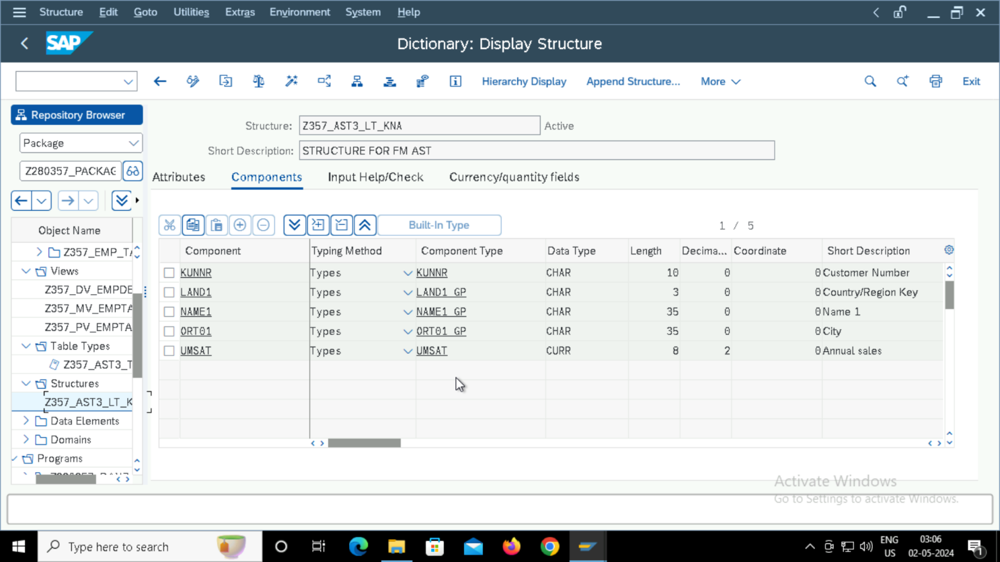 Structure Edit Goto Utilities Extras Environment System Help
SAP Dictionary: Display Structure
Hierarchy Display Append Structure... More Exit
Repository Browser
Package
Z280357_PACKAG
Object Name
Z357_EMP_TA
Views
Z357_DV_EMPDE
Z357_MV_EMPTA
Z357_PV_EMPTA
Table Types
Z357_AST3_T
Structures
Z357_AST3_LT_K
Data Elements
Domains
Programs
Structure: Z357_AST3_LT_KNA Active
Short Description: STRUCTURE FOR FM AST
Attributes Components Input Help/Check Currency/quantity fields
Built-In Type 1 / 5
Component Typing Method Component Type Data Type Length Decima... Coordinate Short Description
KUNNR Types KUNNR CHAR 10 0 0 Customer Number
LAND1 Types LAND1_GP CHAR 3 0 0 Country/Region Key
NAME1 Types NAME1_GP CHAR 35 0 0 Name 1
ORT01 Types ORT01_GP CHAR 35 0 0 City
UMSAT Types UMSAT CURR 8 2 0 Annual sales
Activate Windows
Go to Settings to activate Windows.
Type here to search
ENG 03:06
US 02-05-2024
1